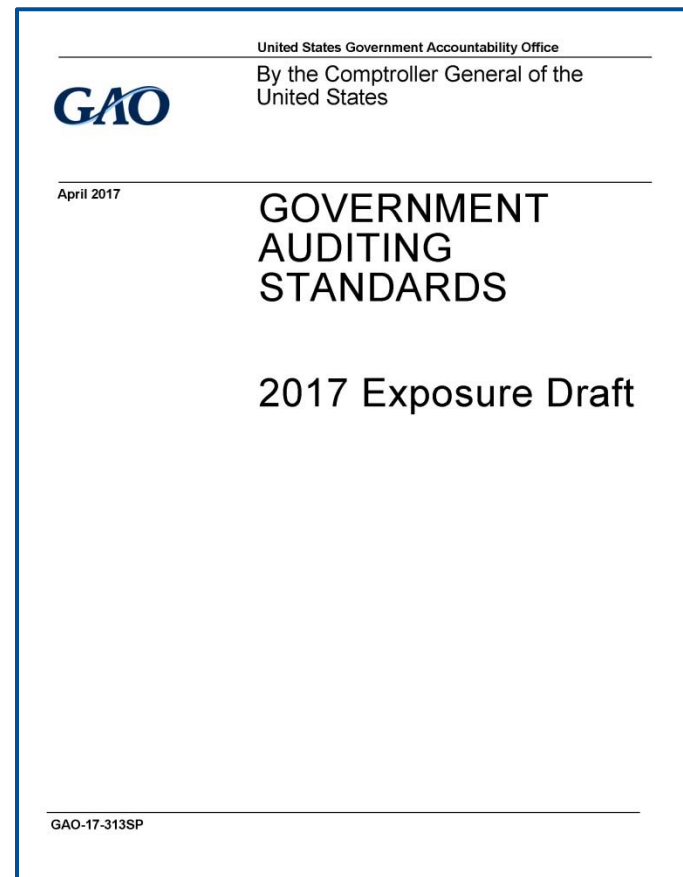 United States Government Accountability Office
By the Comptroller General of the
United States
GAO
April 2017
GOVERNMENT
AUDITING
STANDARDS
2017 Exposure Draft
GAO-17-313SP